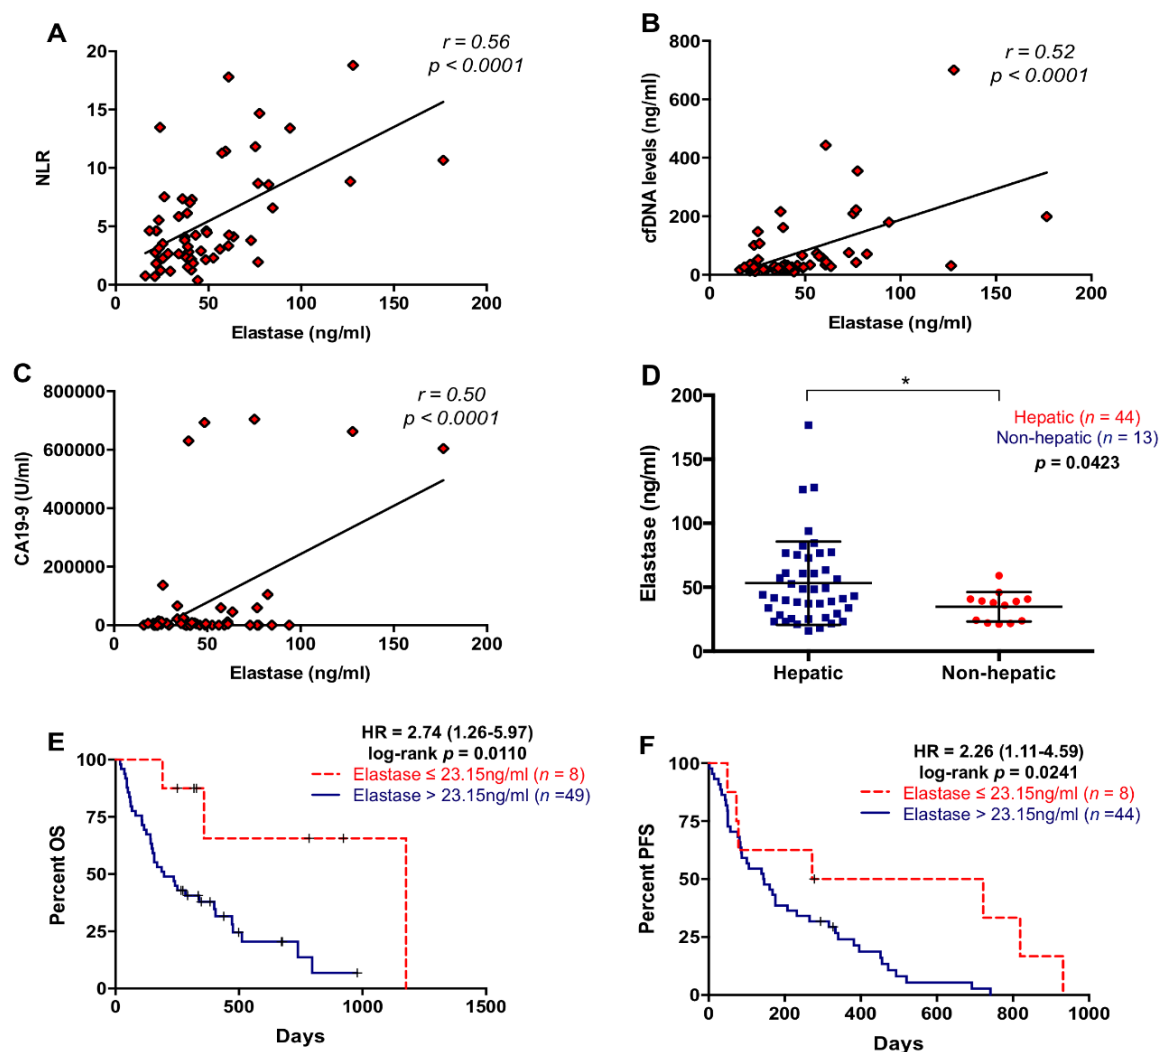 A
r = 0.56
p < 0.0001
20
15
10
5
0
NLR
0 50 100 150 200
Elastase (ng/ml)
B
r = 0.52
p < 0.0001
800
600
400
200
0
cfDNA levels (ng/ml)
0 50 100 150 200
Elastase (ng/ml)
C
r = 0.50
p < 0.0001
800000
600000
400000
200000
0
CA19-9 (U/ml)
0 50 100 150 200
Elastase (ng/ml)
D
*
Hepatic (n = 44)
Non-hepatic (n = 13)
p = 0.0423
200
150
100
50
0
Elastase (ng/ml)
Hepatic Non-hepatic
E
HR = 2.74 (1.26-5.97)
log-rank p = 0.0110
Elastase ≤ 23.15ng/ml (n = 8)
Elastase > 23.15ng/ml (n =49)
100
75
50
25
0
Percent OS
0 500 1000 1500
Days
F
HR = 2.26 (1.11-4.59)
log-rank p = 0.0241
Elastase ≤ 23.15ng/ml (n = 8)
Elastase > 23.15ng/ml (n =44)
100
75
50
25
0
Percent PFS
0 200 400 600 800 1000
Days